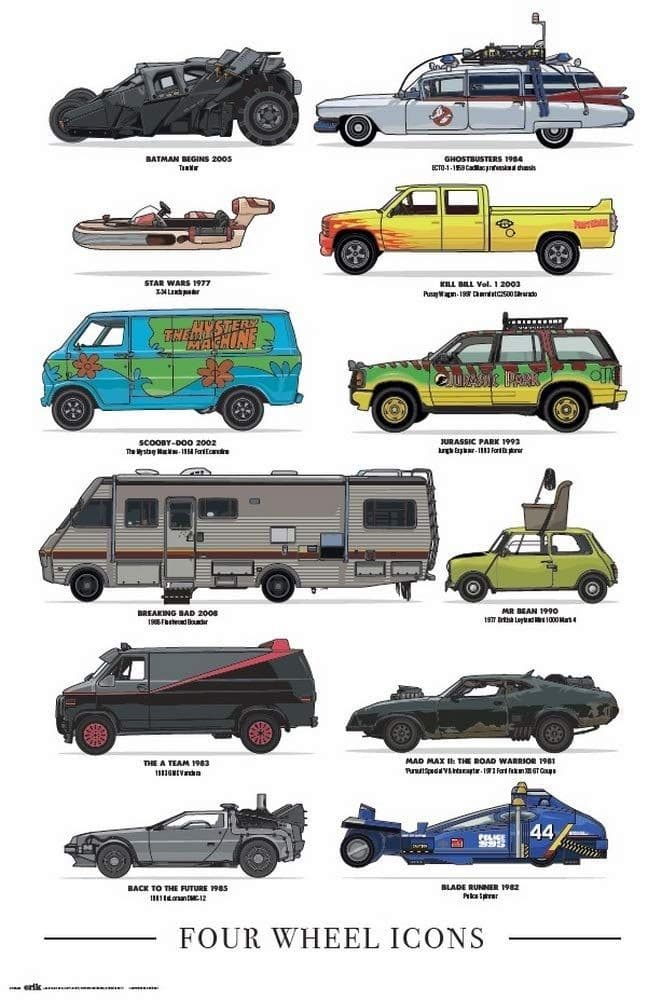 BATMAN BEGINS 2005
Tumbler
GHOSTBUSTERS 1984
ECTO-1 - 1959 Cadillac professional chassis
STAR WARS 1977
X-34 Landspeeder
KILL BILL Vol. 1 2003
Pussy Wagon - 1997 Chevrolet C2500 Silverado
THE MYSTERY
MACHINE
SCOOBY-DOO 2002
The Mystery Machine - 1968 Ford Econoline
JURASSIC PARK
JURASSIC PARK 1993
Jungle Explorer - 1993 Ford Explorer
BREAKING BAD 2008
1986 Fleetwood Bounder
MR BEAN 1990
1977 British Leyland Mini 1000 Mark 4
THE A TEAM 1983
1983 GMC Vandura
MAD MAX II: THE ROAD WARRIOR 1981
'Pursuit Special' V8 Interceptor - 1973 Ford Falcon XB GT Coupe
BACK TO THE FUTURE 1985
1981 DeLorean DMC-12
POLICE
995
44
BLADE RUNNER 1982
Police Spinner
FOUR WHEEL ICONS
erik